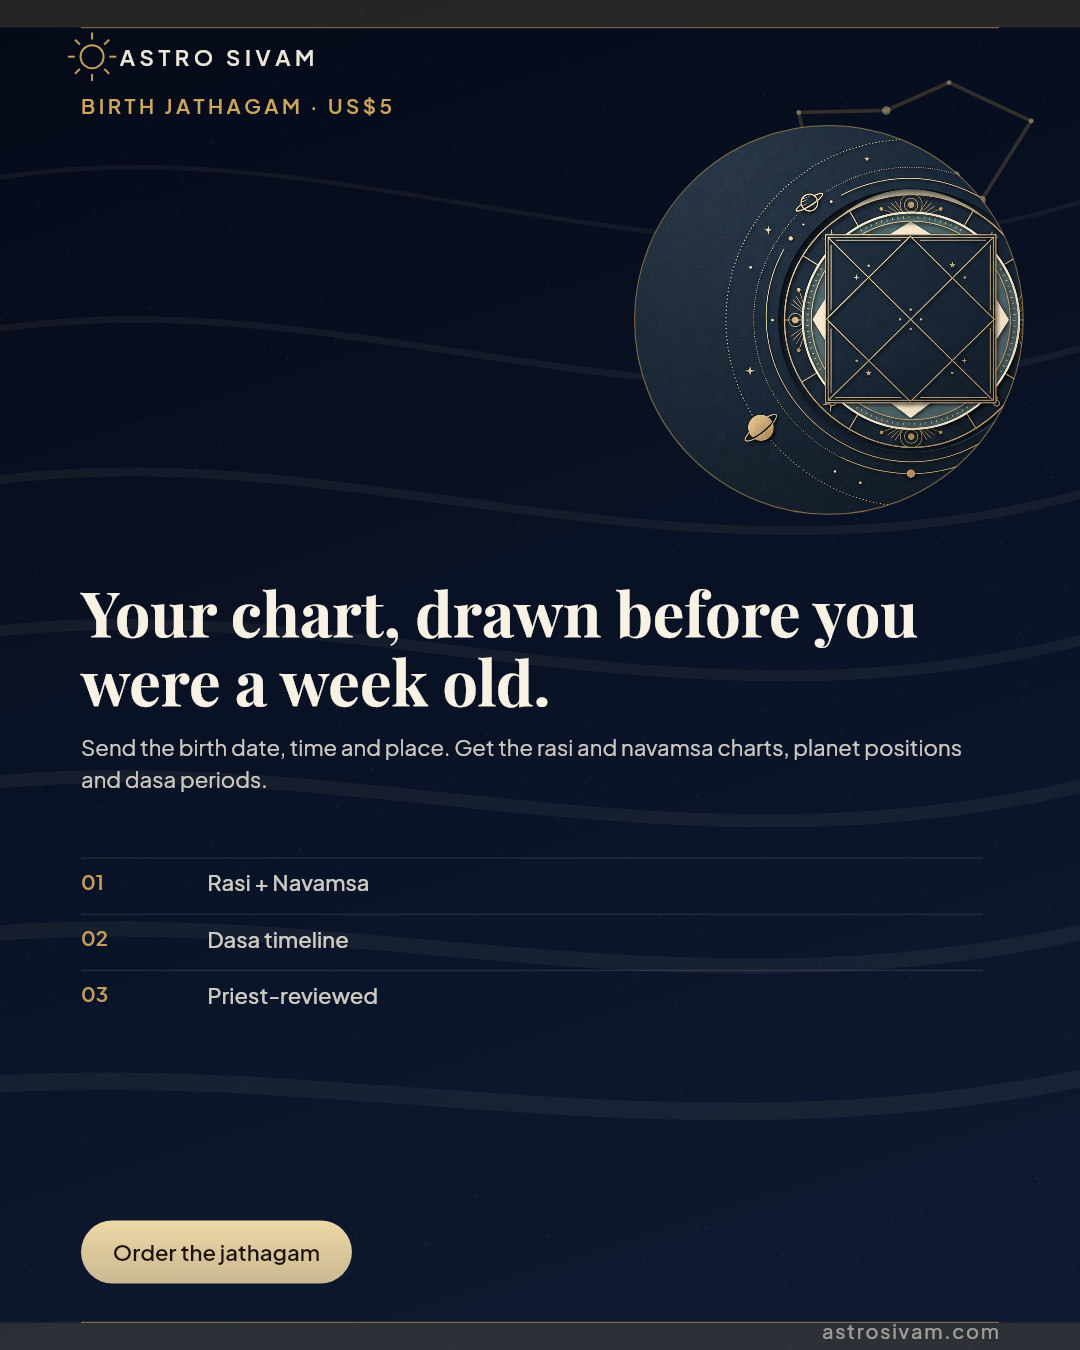 ASTRO SIVAM
BIRTH JATHAGAM · US$5
Your chart, drawn before you
were a week old.
Send the birth date, time and place. Get the rasi and navamsa charts, planet positions
and dasa periods.
01 Rasi + Navamsa
02 Dasa timeline
03 Priest-reviewed
Order the jathagam
astrosivam.com